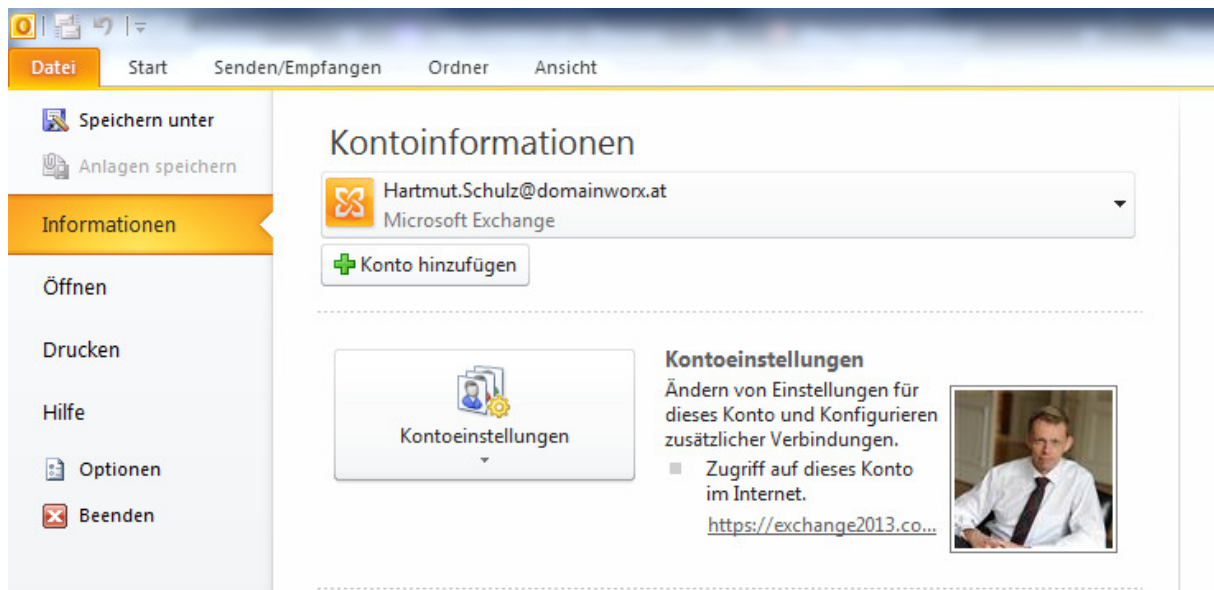 Datei Start Senden/Empfangen Ordner Ansicht
Speichern unter
Anlagen speichern
Informationen
Öffnen
Drucken
Hilfe
Optionen
Beenden
Kontoinformationen
Hartmut.Schulz@domainworx.at
Microsoft Exchange
Konto hinzufügen
Kontoeinstellungen
Kontoeinstellungen
Ändern von Einstellungen für
dieses Konto und Konfigurieren
zusätzlicher Verbindungen.
Zugriff auf dieses Konto
im Internet.
https://exchange2013.co...